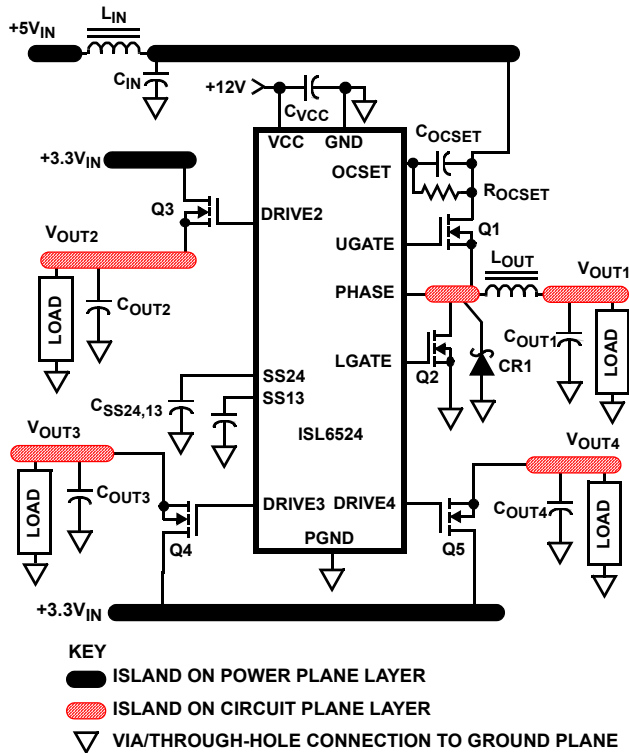 +5VIN
LIN
CIN
+12V
CVCC
VCC
GND
COCSET
OCSET
ROCSET
+3.3VIN
Q3
DRIVE2
Q1
UGATE
VOUT2
LOUT
VOUT1
PHASE
LOAD
COUT2
COUT1
LOAD
LGATE
Q2
CR1
SS24
CSS24,13
SS13
ISL6524
VOUT3
VOUT4
LOAD
COUT3
DRIVE3
DRIVE4
COUT4
LOAD
Q4
PGND
Q5
+3.3VIN
KEY
ISLAND ON POWER PLANE LAYER
ISLAND ON CIRCUIT PLANE LAYER
VIA/THROUGH-HOLE CONNECTION TO GROUND PLANE